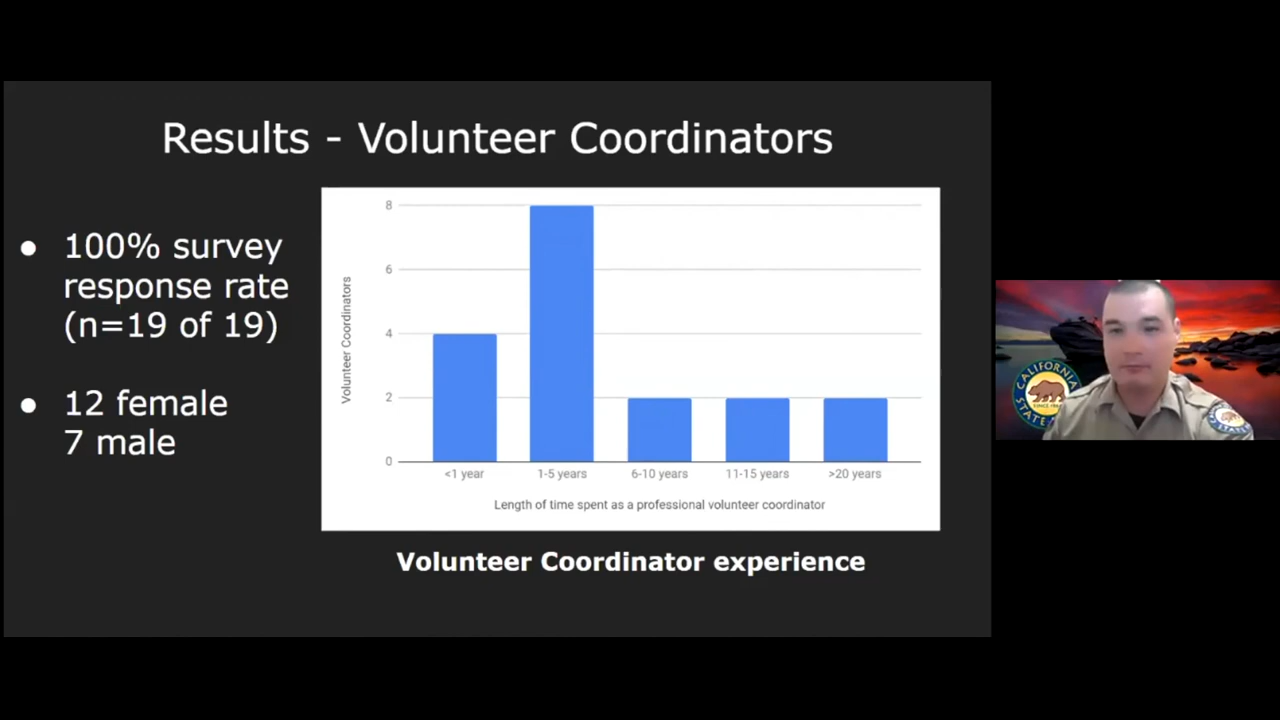 Results - Volunteer Coordinators
● 100% survey
response rate
(n=19 of 19)
● 12 female
7 male
Volunteer Coordinators
8
6
4
2
0
<1 year
1-5 years
6-10 years
11-15 years
>20 years
Length of time spent as a professional volunteer coordinator
Volunteer Coordinator experience
CALIFORNIA
STATE